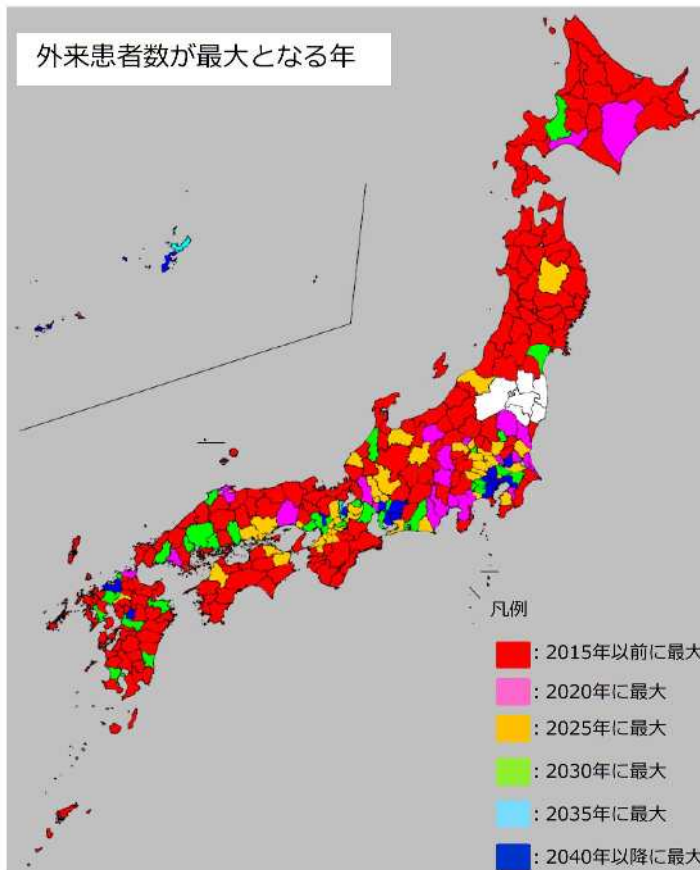 外来患者数が最大となる年
凡例
：2015年以前に最大
：2020年に最大
：2025年に最大
：2030年に最大
：2035年に最大
：2040年以降に最大